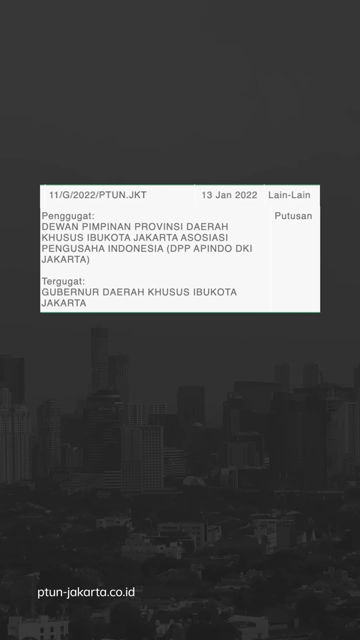 11/G/2022/PTUN.JKT 13 Jan 2022 Lain-Lain
Penggugat: Putusan
DEWAN PIMPINAN PROVINSI DAERAH
KHUSUS IBUKOTA JAKARTA ASOSIASI
PENGUSAHA INDONESIA (DPP APINDO DKI
JAKARTA)
Tergugat:
GUBERNUR DAERAH KHUSUS IBUKOTA
JAKARTA
ptun-jakarta.co.id